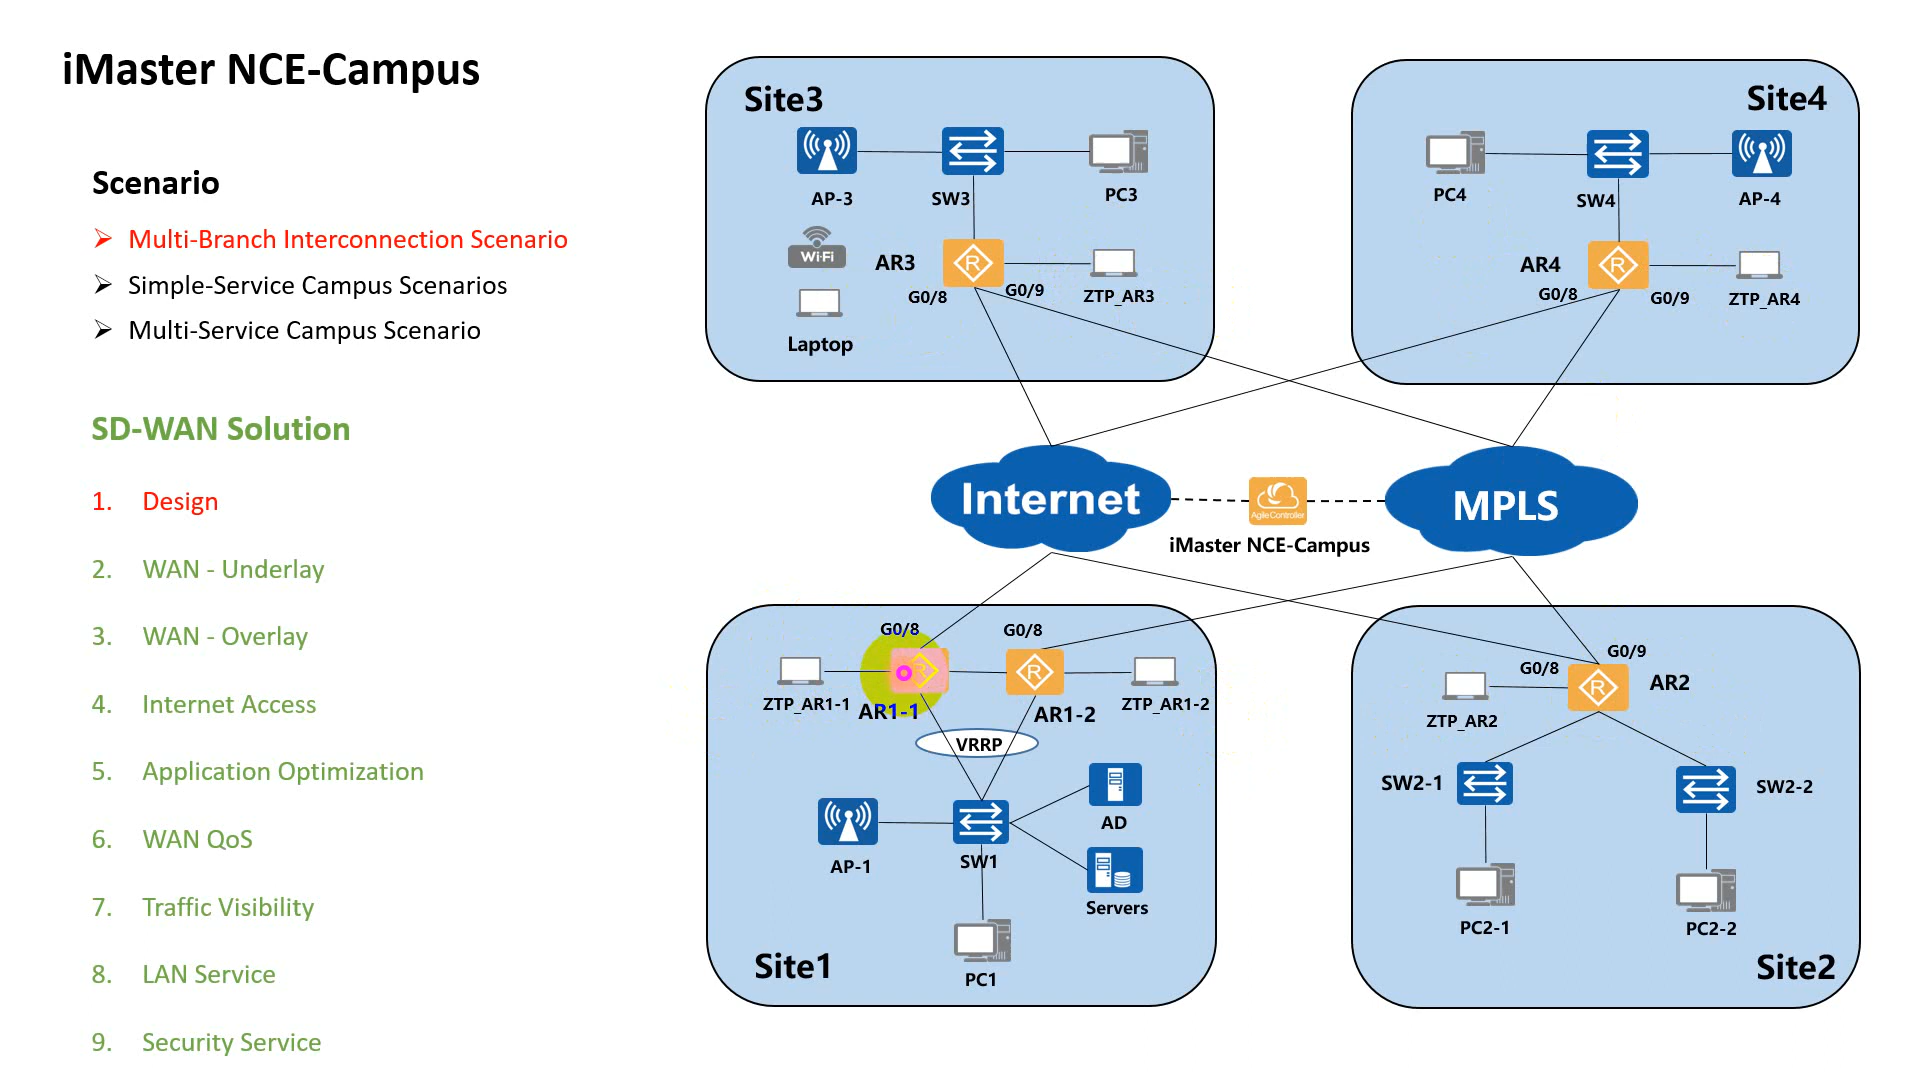 iMaster NCE-Campus
Scenario
Multi-Branch Interconnection Scenario
Simple-Service Campus Scenarios
Multi-Service Campus Scenario
SD-WAN Solution
1. Design
2. WAN - Underlay
3. WAN - Overlay
4. Internet Access
5. Application Optimization
6. WAN QoS
7. Traffic Visibility
8. LAN Service
9. Security Service
Site3
AP-3
SW3
PC3
Wi-Fi
AR3
R
G0/8
G0/9
ZTP_AR3
Laptop
Site4
PC4
SW4
AP-4
AR4
R
G0/8
G0/9
ZTP_AR4
Internet
Agile Controller
MPLS
iMaster NCE-Campus
G0/8
G0/8
R
R
ZTP_AR1-1
AR1-1
AR1-2
ZTP_AR1-2
VRRP
AD
AP-1
SW1
Servers
PC1
Site1
G0/9
G0/8
R
AR2
ZTP_AR2
SW2-1
SW2-2
PC2-1
PC2-2
Site2